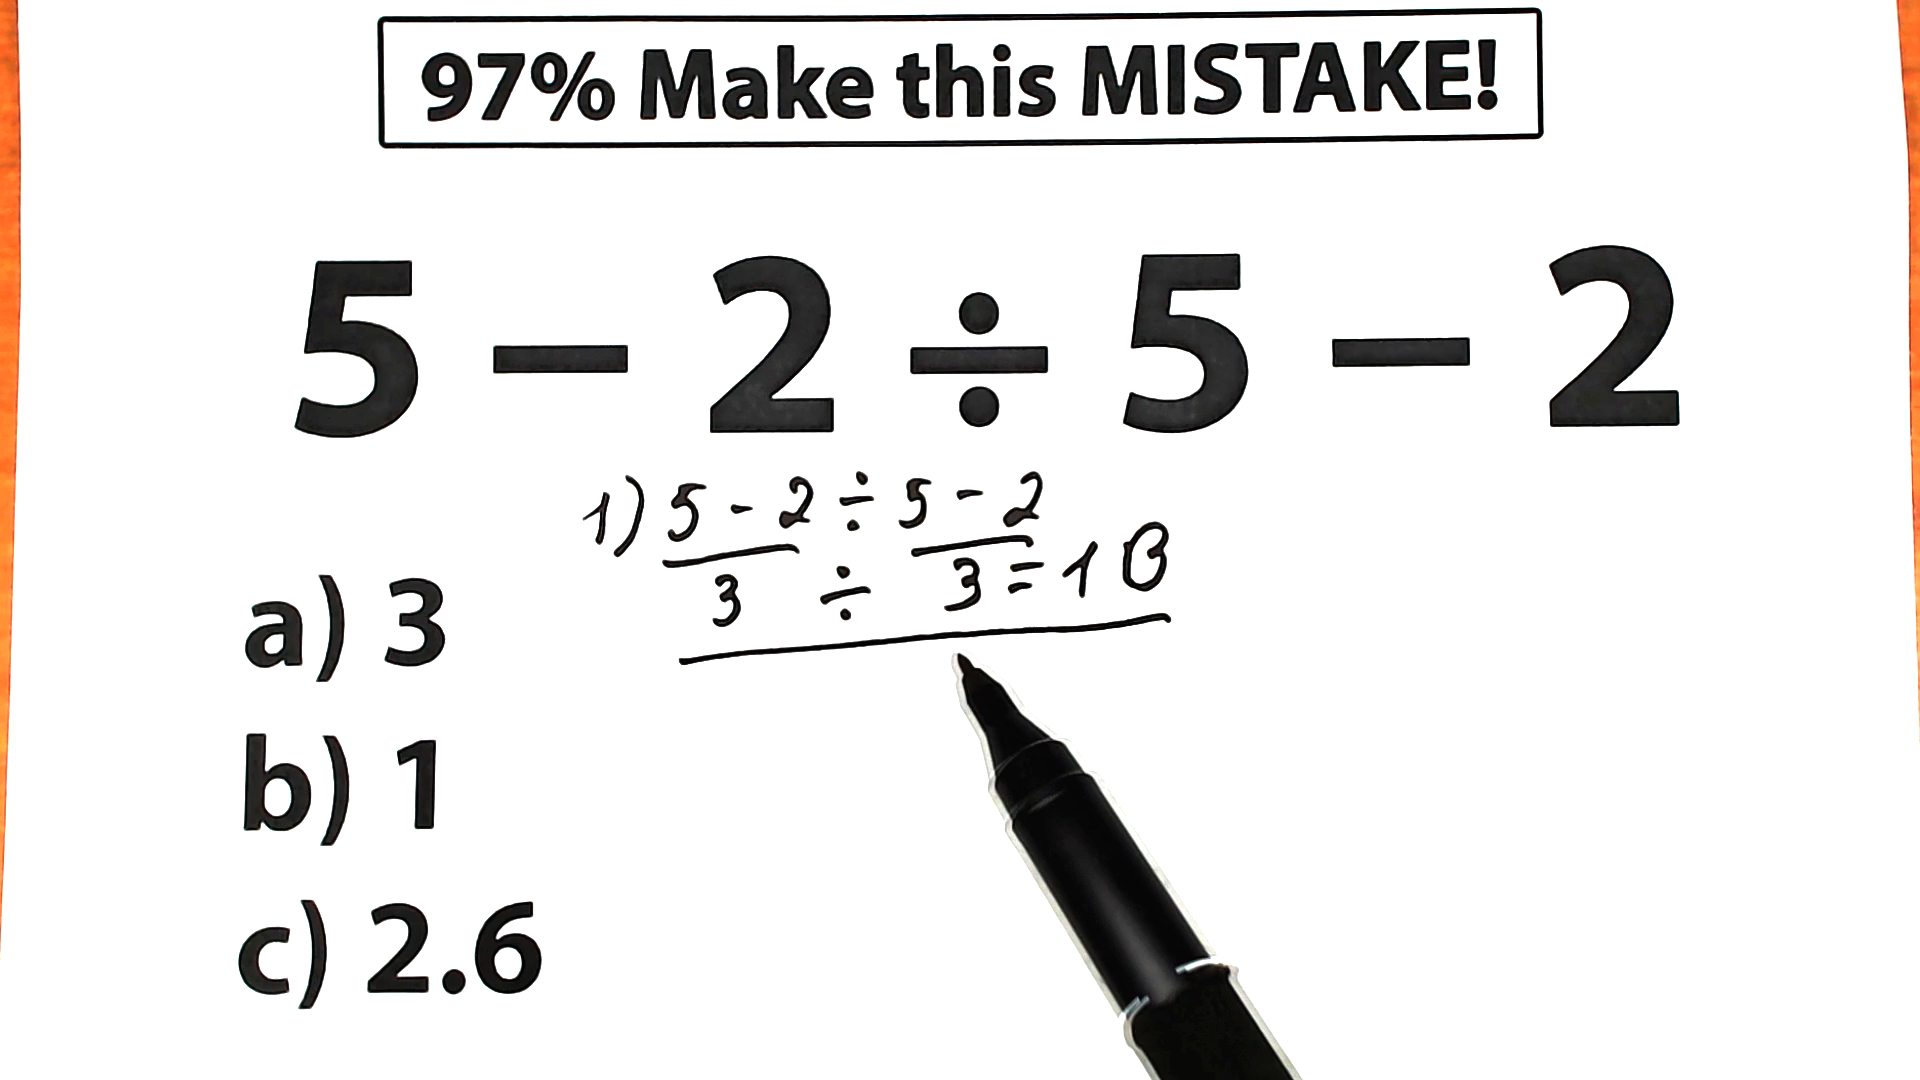 97% Make this MISTAKE!
5 – 2 ÷ 5 – 2
1) 5 - 2 ÷ 5 - 2
3 ÷ 3 = 1 B
a) 3
b) 1
c) 2.6